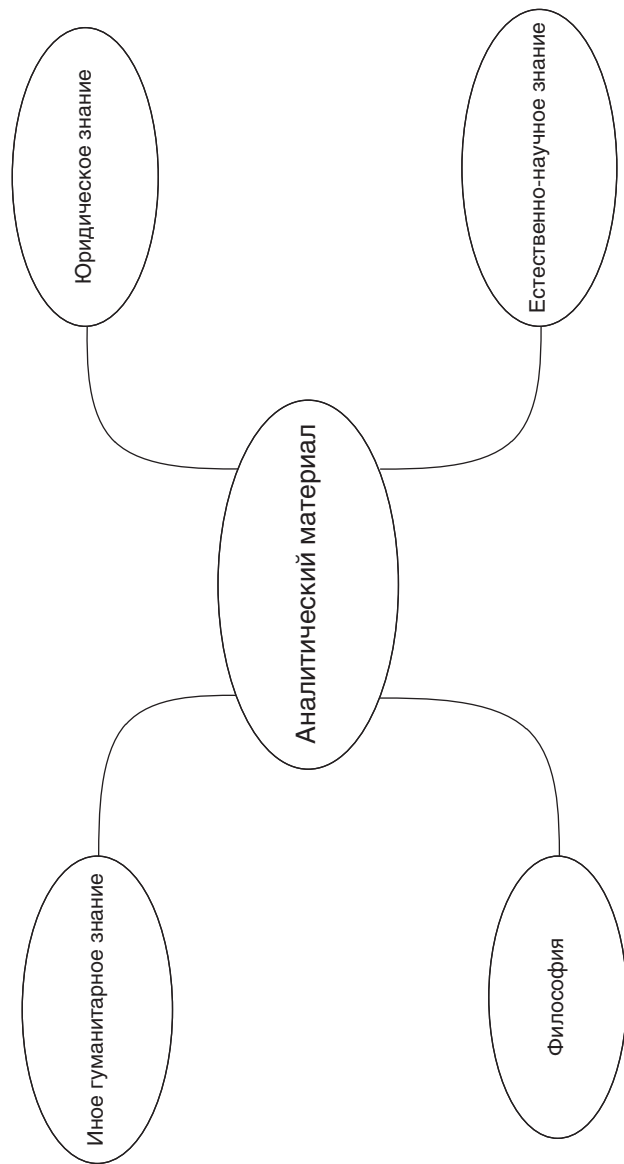 Иное гуманитарное знание
Юридическое знание
Аналитический материал
Философия
Естественно-научное знание